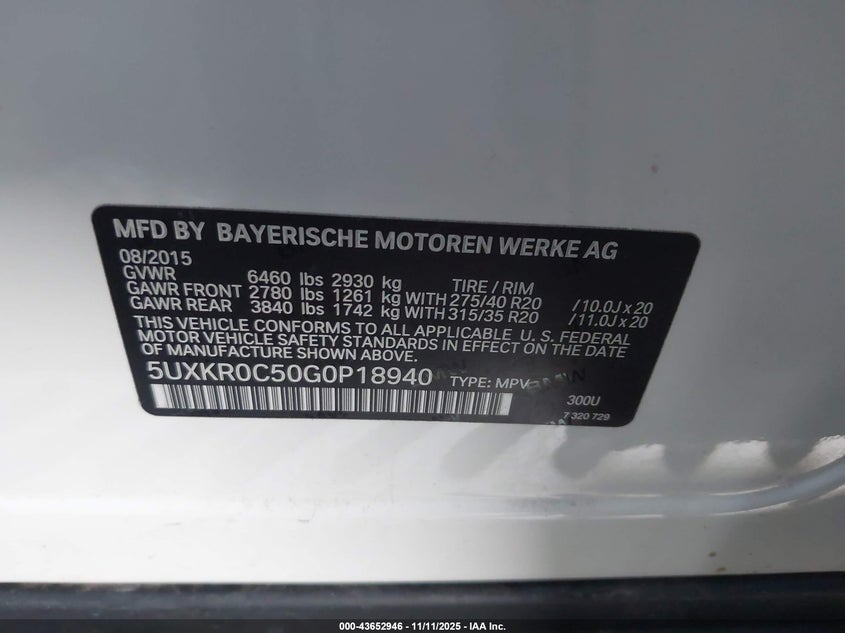 MFD BY BAYERISCHE MOTOREN WERKE AG
08/2015
GVWR 6460 lbs 2930 kg TIRE / RIM
GAWR FRONT 2780 lbs 1261 kg WITH 275/40 R20 /10.0J x 20
GAWR REAR 3840 lbs 1742 kg WITH 315/35 R20 /11.0J x 20
THIS VEHICLE CONFORMS TO ALL APPLICABLE U. S. FEDERAL
MOTOR VEHICLE SAFETY STANDARDS IN EFFECT ON THE DATE
OF MANUFACTURE SHOWN ABOVE.
5UXKR0C50G0P18940 TYPE: MPV
300U
7 320 729
000-43652946 - 11/11/2025 - IAA Inc.